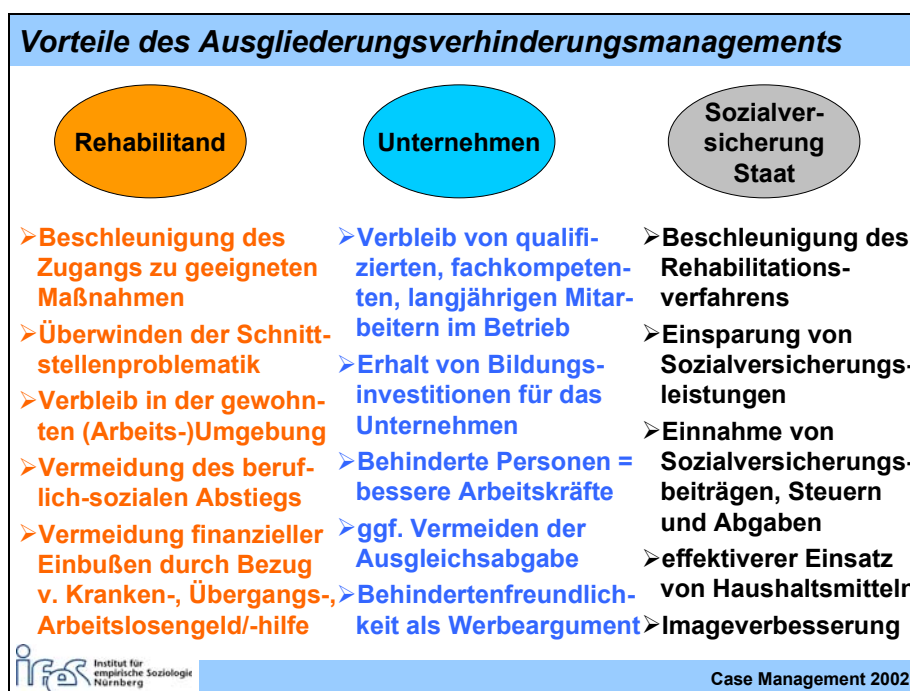 Vorteile des Ausgliederungsverhinderungsmanagements
Rehabilitand
Unternehmen
Sozialver-
sicherung
Staat
➢Beschleunigung des
Zugangs zu geeigneten
Maßnahmen
➢Überwinden der Schnitt-
stellenproblematik
➢Verbleib in der gewohn-
ten (Arbeits-)Umgebung
➢Vermeidung des beruf-
lich-sozialen Abstiegs
➢Vermeidung finanzieller
Einbußen durch Bezug
v. Kranken-, Übergangs-,
Arbeitslosengeld/-hilfe
➢Verbleib von qualifi-
zierten, fachkompeten-
ten, langjährigen Mitar-
beitern im Betrieb
➢Erhalt von Bildungs-
investitionen für das
Unternehmen
➢Behinderte Personen =
bessere Arbeitskräfte
➢ggf. Vermeiden der
Ausgleichsabgabe
➢Behindertenfreundlich-
keit als Werbeargument
➢Beschleunigung des
Rehabilitations-
verfahrens
➢Einsparung von
Sozialversicherungs-
leistungen
➢Einnahme von
Sozialversicherungs-
beiträgen, Steuern
und Abgaben
➢effektiverer Einsatz
von Haushaltsmitteln
➢Imageverbesserung
ifes
Institut für
empirische Soziologie
Nürnberg
Case Management 2002